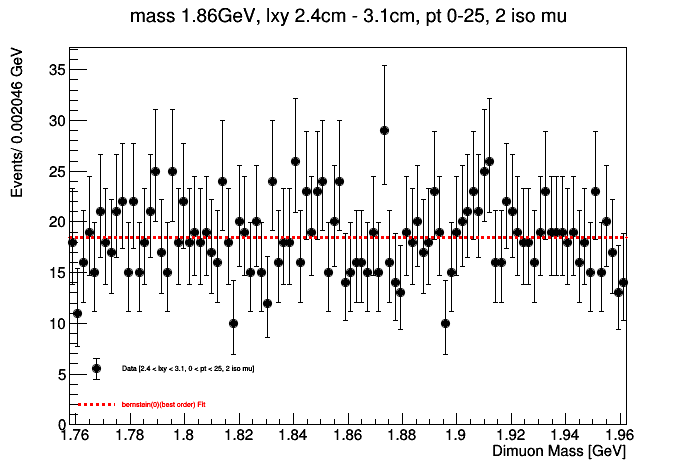 mass 1.86GeV, lxy 2.4cm - 3.1cm, pt 0-25, 2 iso mu
Events/ 0.002046 GeV
35
30
25
20
15
10
5
0
Data [2.4 < lxy < 3.1, 0 < pt < 25, 2 iso mu]
bernstein(0)(best order) Fit
1.76 1.78 1.8 1.82 1.84 1.86 1.88 1.9 1.92 1.94 1.96
Dimuon Mass [GeV]